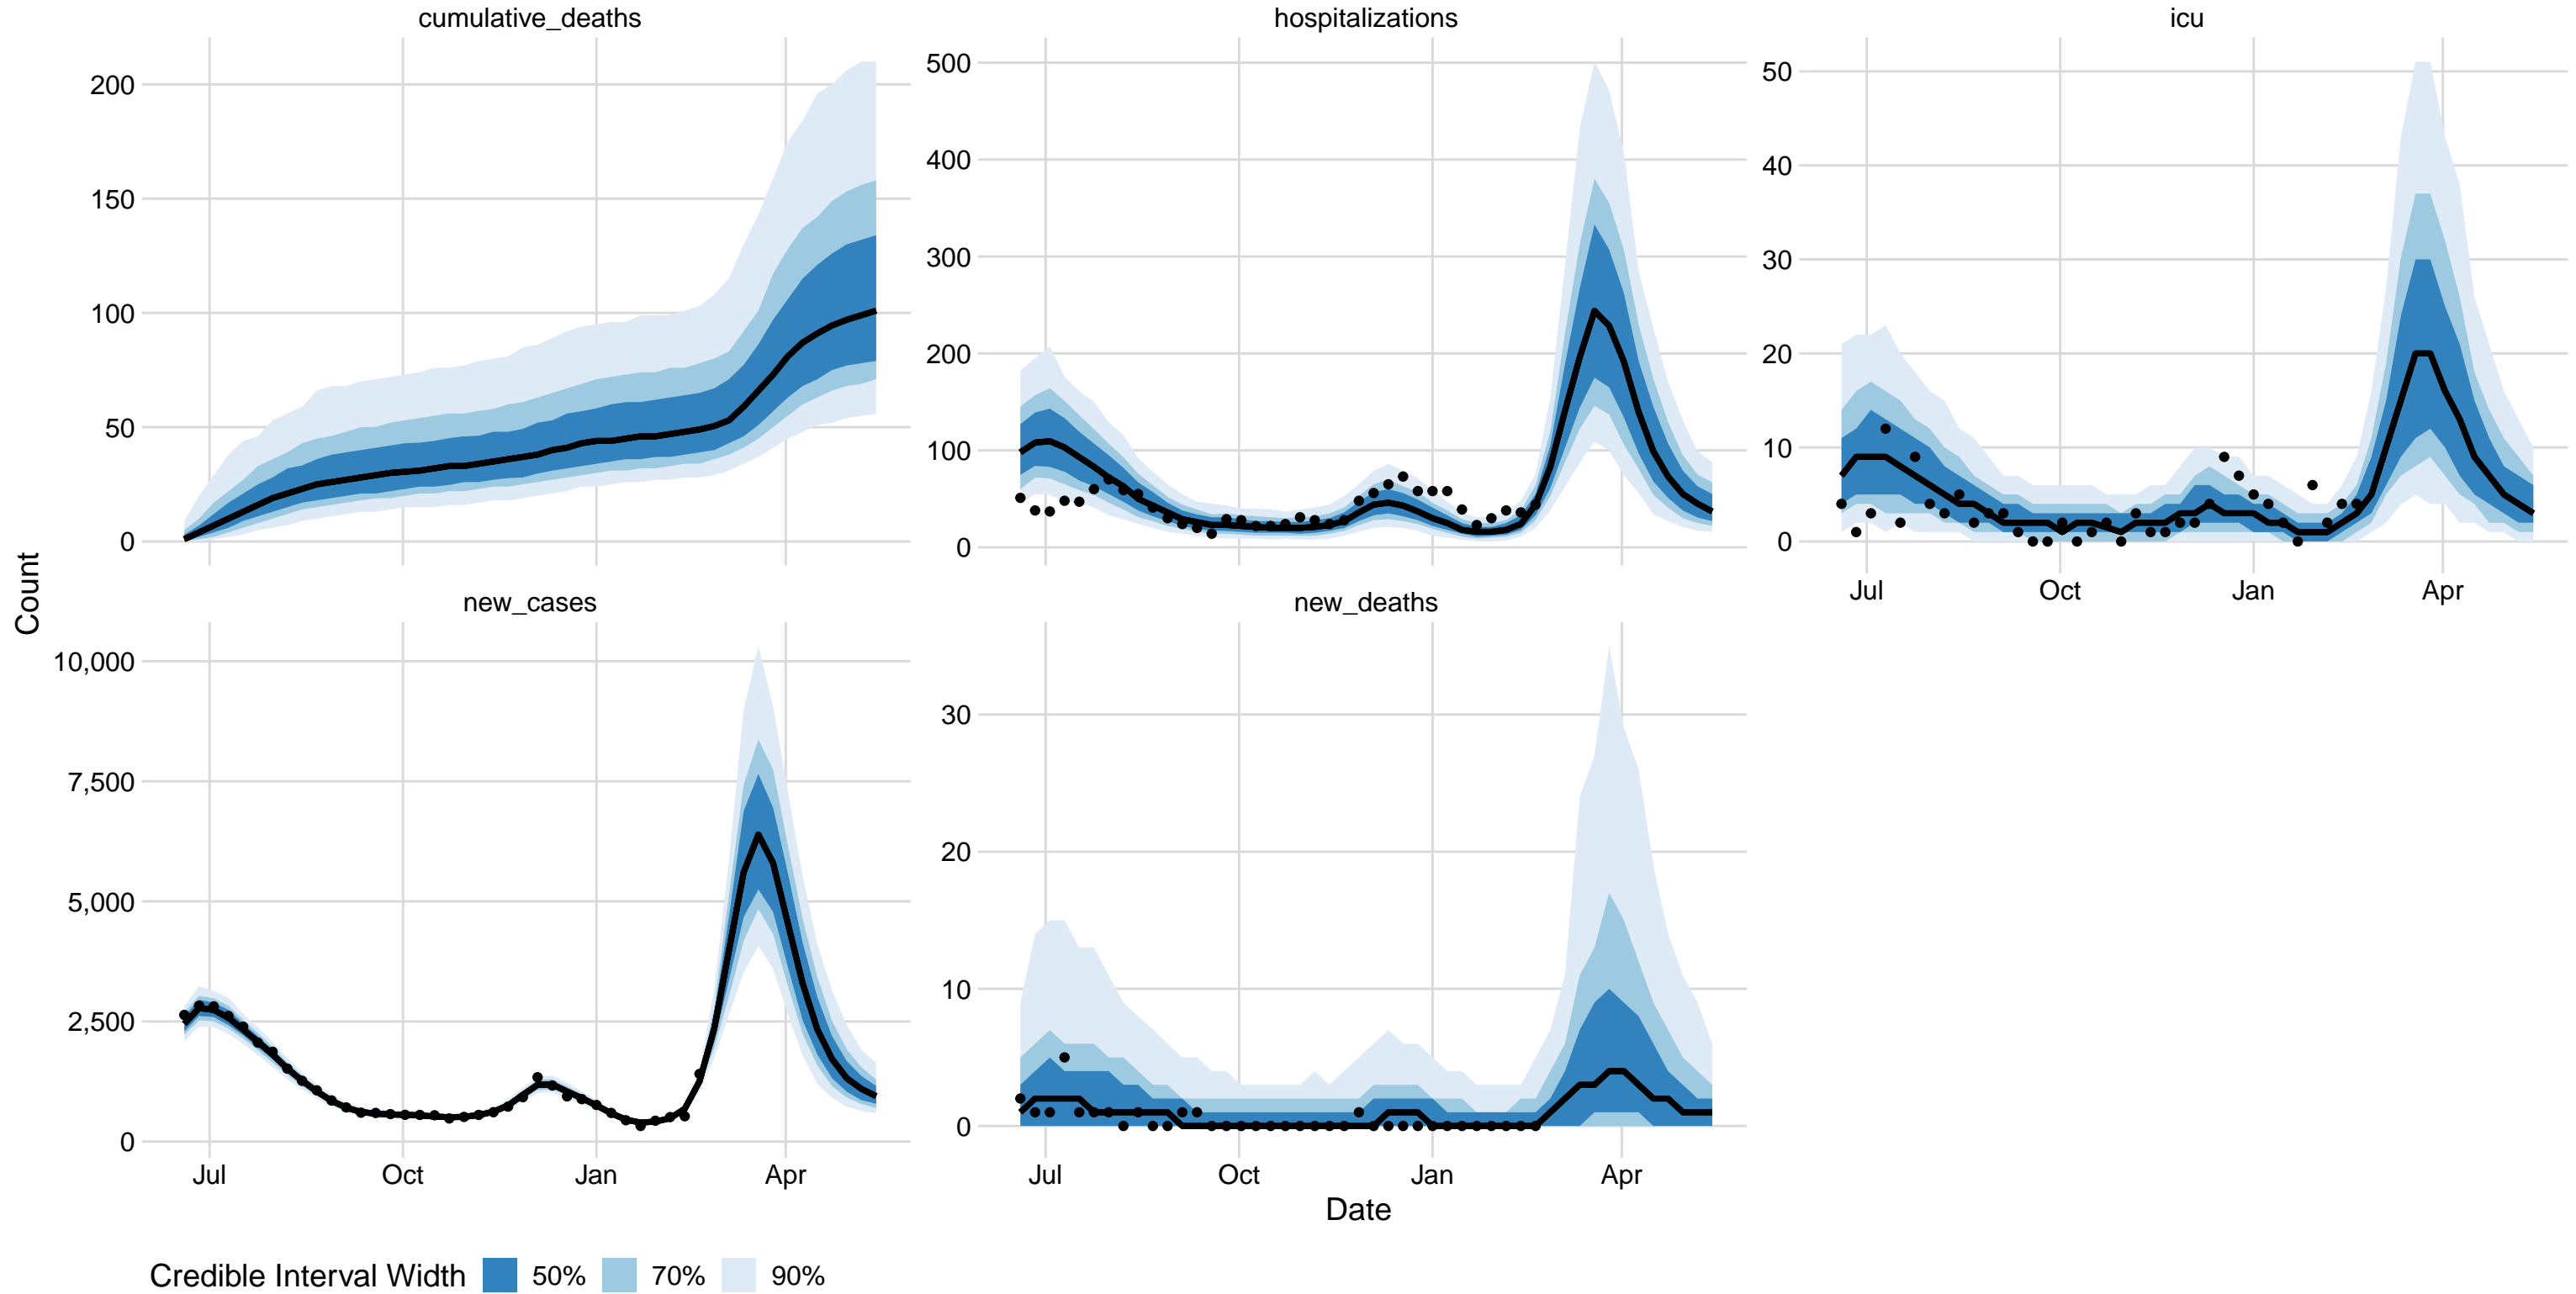 cumulative_deaths
hospitalizations
icu
200
150
100
50
0
500
400
300
200
100
0
50
40
30
20
10
0
Jul
Oct
Jan
Apr
Count
new_cases
new_deaths
10,000
7,500
5,000
2,500
0
30
20
10
0
Jul
Oct
Jan
Apr
Jul
Oct
Jan
Apr
Date
Credible Interval Width 50% 70% 90%